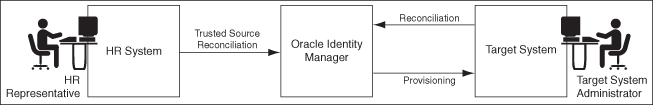 HR
Representative
HR System
Trusted Source
Reconciliation
Oracle Identity
Manager
Reconciliation
Provisioning
Target System
Target System
Administrator